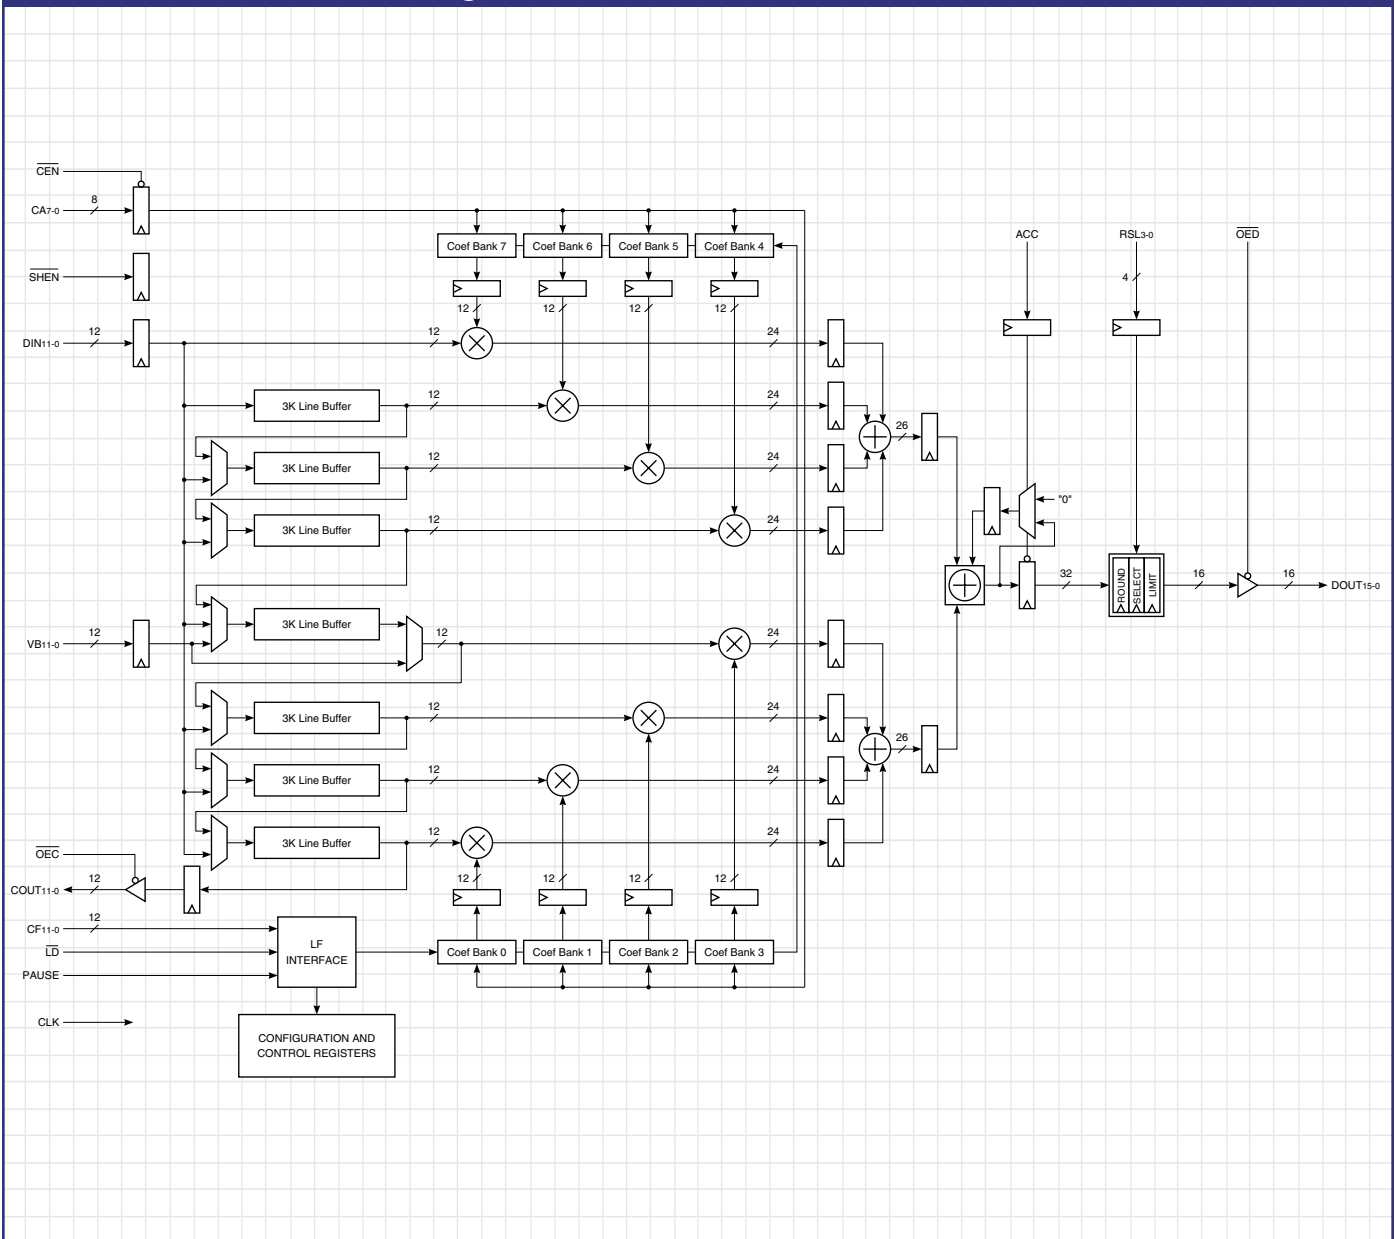 CEN
CA7-0
8
SHEN
DIN11-0
12
Coef Bank 7
Coef Bank 6
Coef Bank 5
Coef Bank 4
12
12
12
12
ACC
RSL3-0
OED
4
12
24
3K Line Buffer
12
24
3K Line Buffer
12
24
3K Line Buffer
12
24
26
"0"
32
ROUND
SELECT
LIMIT
16
16
DOUT15-0
VB11-0
12
3K Line Buffer
12
24
3K Line Buffer
12
24
3K Line Buffer
12
24
3K Line Buffer
12
24
26
OEC
COUT11-0
12
12
12
12
12
CF11-0
12
LD
PAUSE
LF
INTERFACE
Coef Bank 0
Coef Bank 1
Coef Bank 2
Coef Bank 3
CLK
CONFIGURATION AND
CONTROL REGISTERS